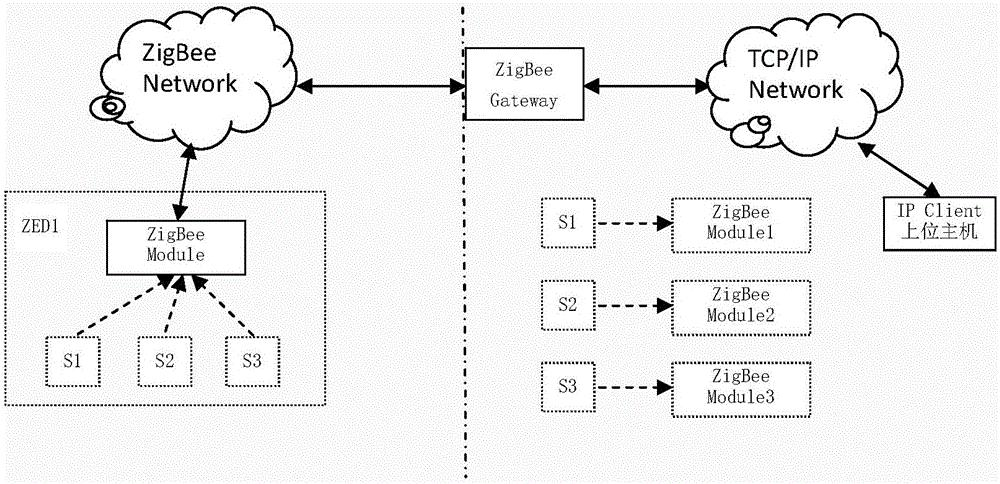 ZigBee
Network
ZigBee
Gateway
TCP/IP
Network
ZED1
ZigBee
Module
S1
S2
S3
IP Client
上位主机
S1
ZigBee
Module1
S2
ZigBee
Module2
S3
ZigBee
Module3